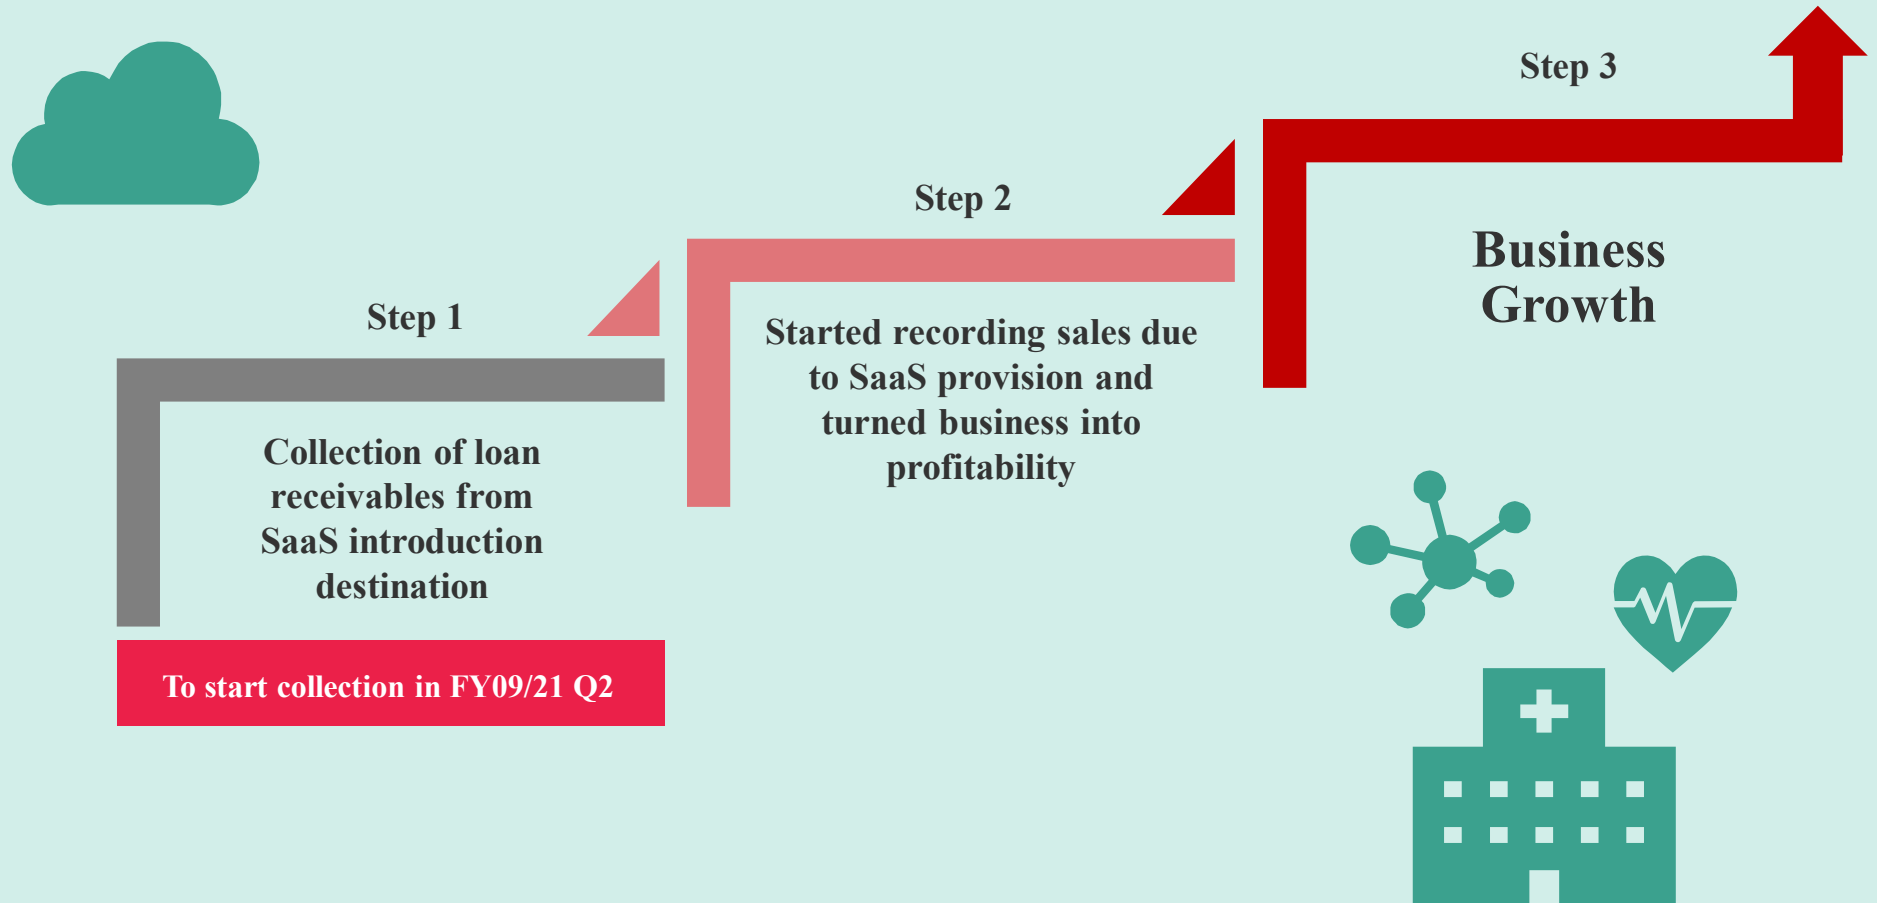 Step 1
Collection of loan
receivables from
SaaS introduction
destination
To start collection in FY09/21 Q2
Step 2
Started recording sales due
to SaaS provision and
turned business into
profitability
Step 3
Business
Growth